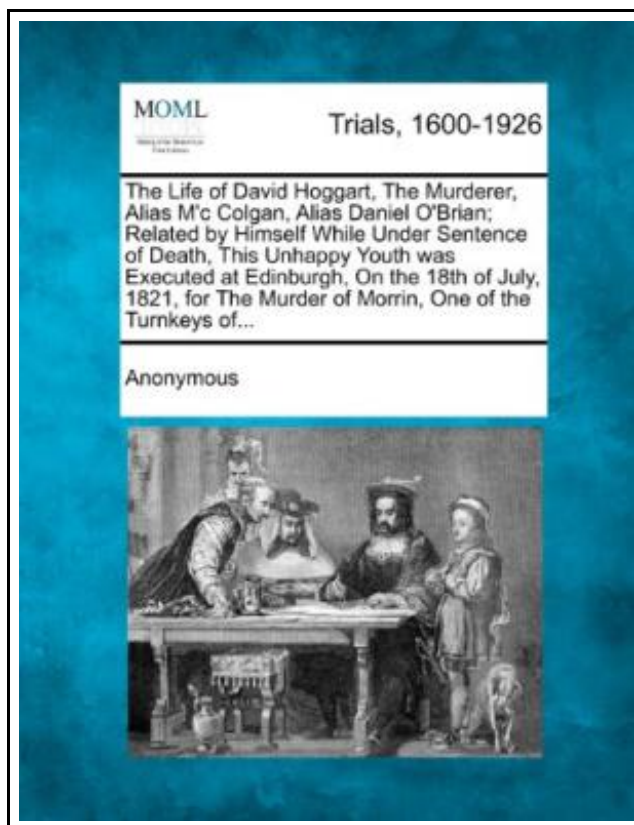 MOML
Trials, 1600-1926
The Life of David Hoggart, The Murderer,
Alias M'c Colgan, Alias Daniel O'Brian;
Related by Himself While Under Sentence
of Death, This Unhappy Youth was
Executed at Edinburgh, On the 18th of July,
1821, for The Murder of Morrin, One of the
Turnkeys of...
Anonymous